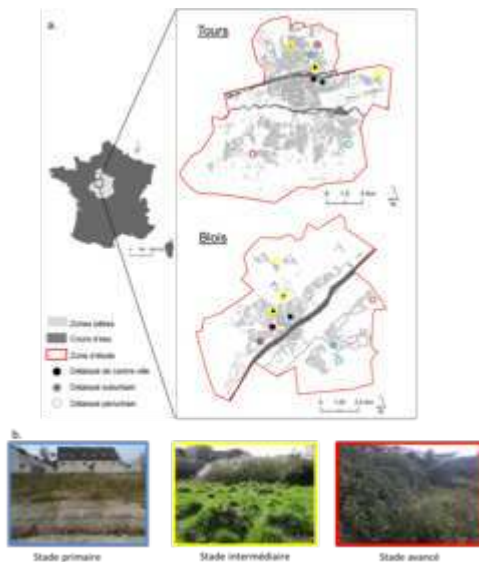 a.
Tours
Blois
Zones bâties
Cours d'eau
Zone d'étude
Délaissé de centre-ville
Délaissé suburbain
Délaissé périurbain
b.
Stade primaire
Stade intermédiaire
Stade avancé